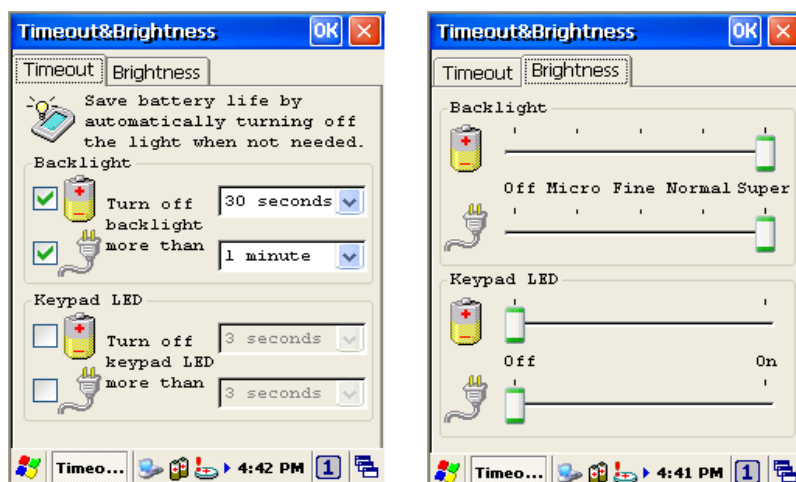 Timeout&Brightness OK
Timeout Brightness
Save battery life by
automatically turning off
the light when not needed.
Backlight
Turn off 30 seconds
backlight
more than 1 minute
Keypad LED
Turn off 3 seconds
keypad LED
more than 3 seconds
Timeo... 4:42 PM 1
Timeout&Brightness OK
Timeout Brightness
Backlight
Off Micro Fine Normal Super
Keypad LED
Off On
Timeo... 4:41 PM 1